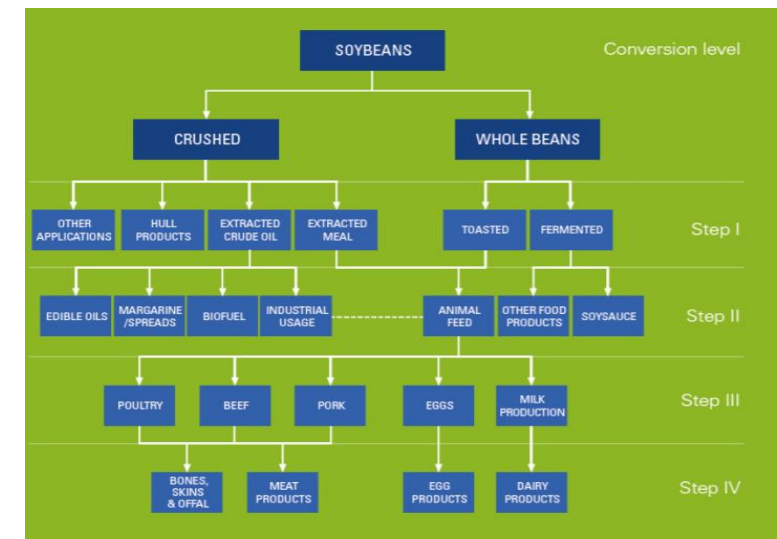 SOYBEANS
Conversion level
CRUSHED
WHOLE BEANS
OTHER
APPLICATIONS
HULL
PRODUCTS
EXTRACTED
CRUDE OIL
EXTRACTED
MEAL
TOASTED
FERMENTED
Step I
EDIBLE OILS
MARGARINE
/SPREADS
BIOFUEL
INDUSTRIAL
USAGE
ANIMAL
FEED
OTHER FOOD
PRODUCTS
SOYSAUCE
Step II
POULTRY
BEEF
PORK
EGGS
MILK
PRODUCTION
Step III
BONES,
SKINS
& OFFAL
MEAT
PRODUCTS
EGG
PRODUCTS
DAIRY
PRODUCTS
Step IV